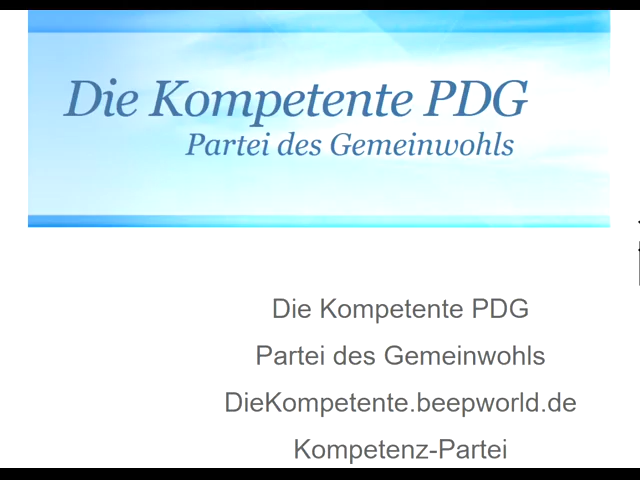 Die Kompetente PDG
Partei des Gemeinwohls
Die Kompetente PDG
Partei des Gemeinwohls
DieKompetente.beepworld.de
Kompetenz-Partei